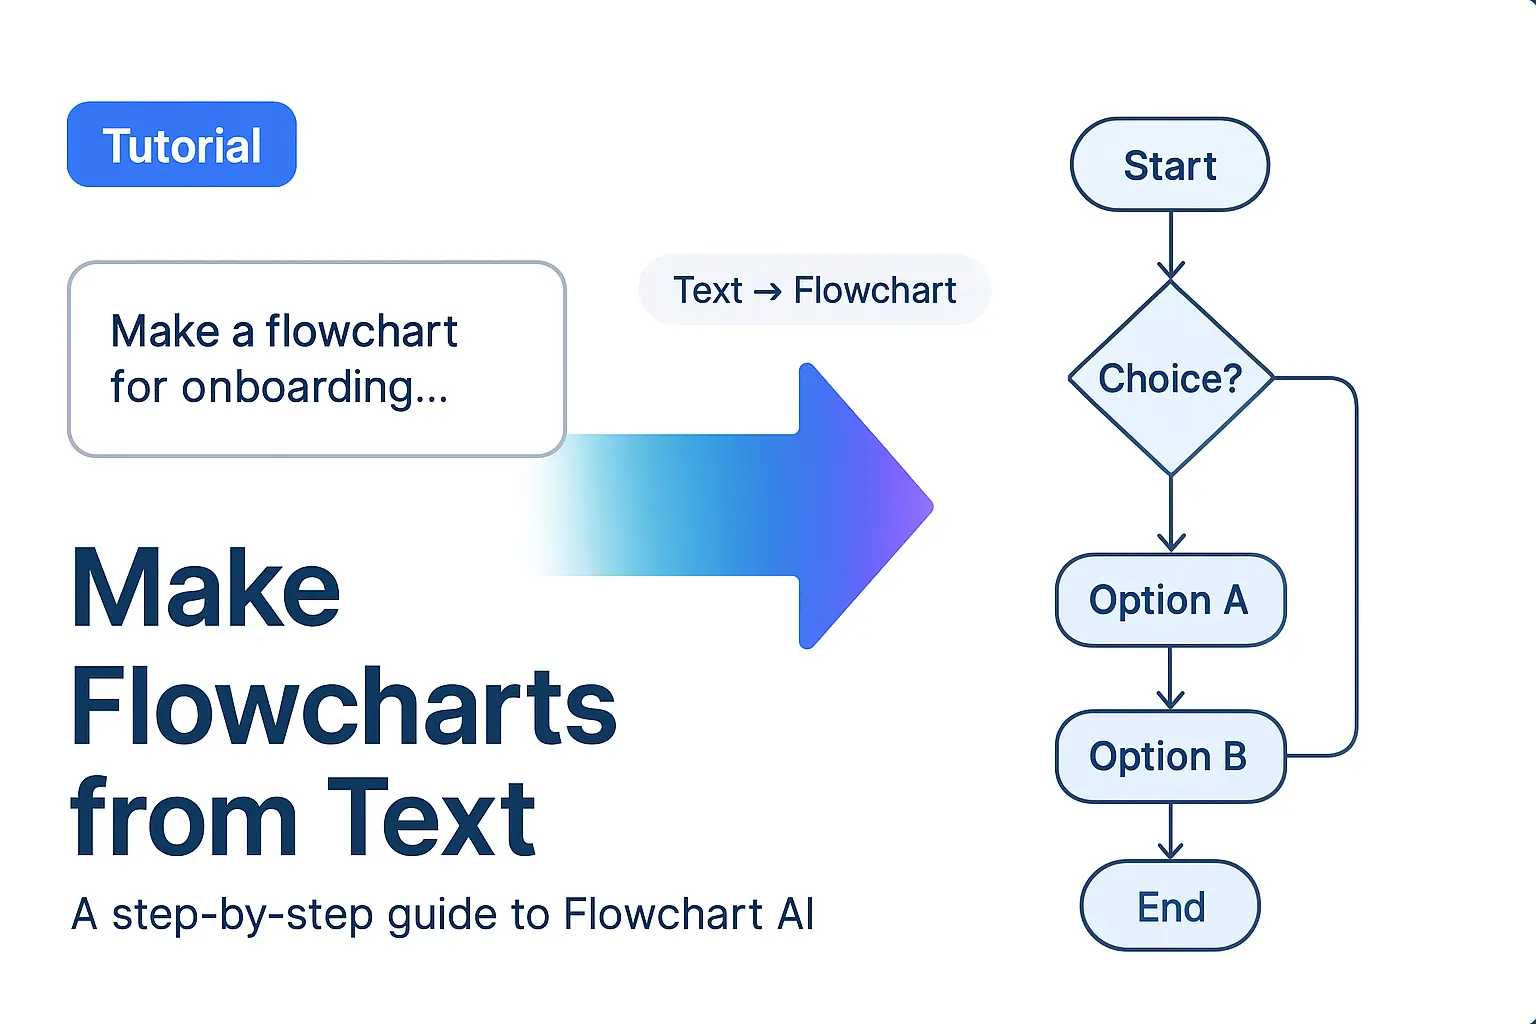 Tutorial
Make a flowchart
for onboarding...
Text → Flowchart
Make
Flowcharts
from Text
A step-by-step guide to Flowchart AI
Start
Choice?
Option A
Option B
End